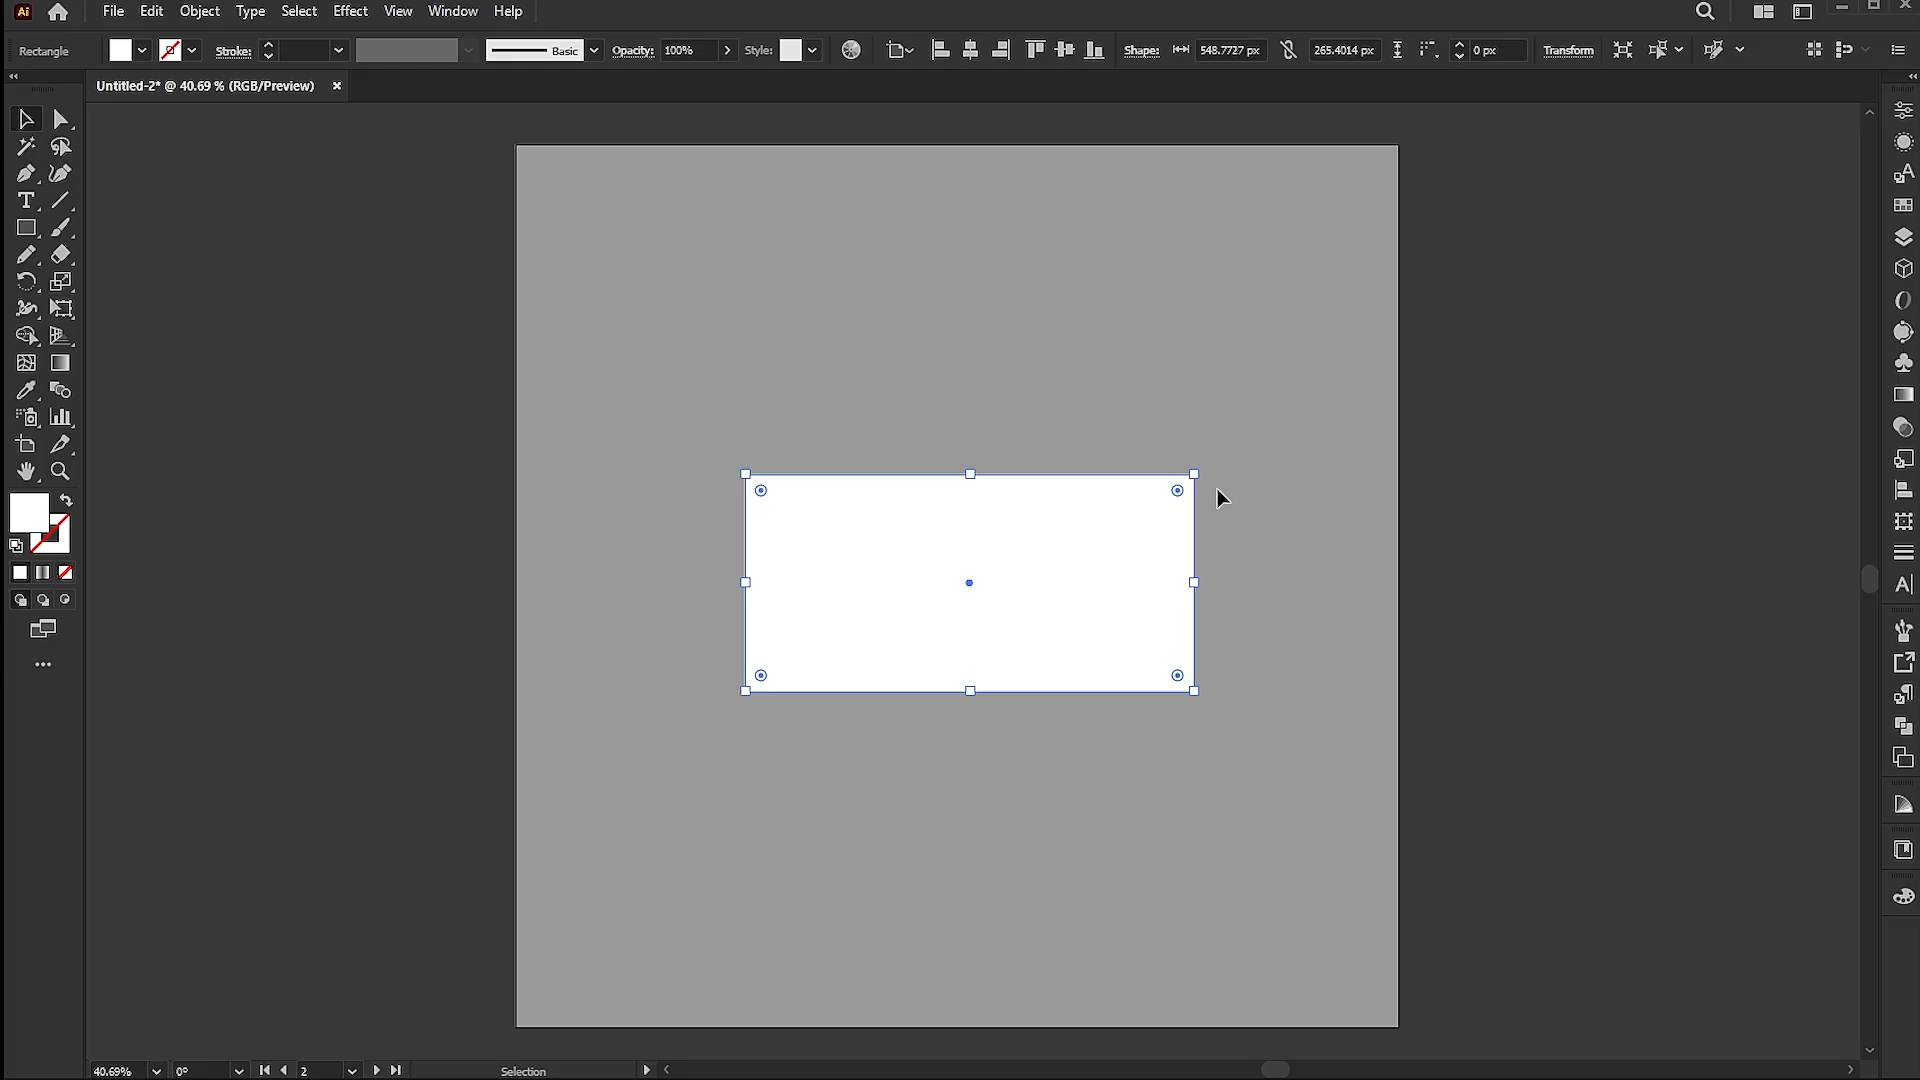 Ai File Edit Object Type Select Effect View Window Help
Rectangle Stroke: Basic Opacity: 100% Style: Shape: 548.7727 px 265.4014 px 0 px Transform
Untitled-2* @ 40.69 % (RGB/Preview) ×
40.69% 0° 2 Selection